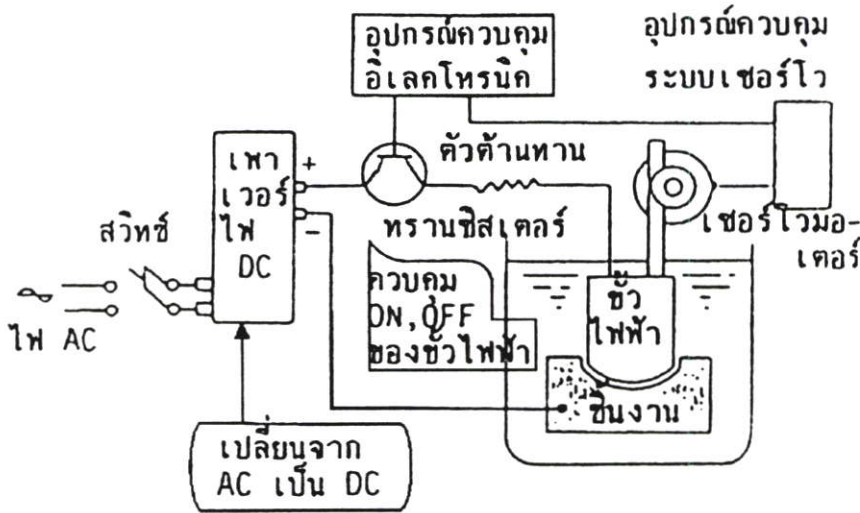 อุปกรณ์ควบคุม
อิเลคโทรนิค
อุปกรณ์ควบคุม
ระบบเซอร์โว
เพา
เวอร์
ไฟ
DC
+
-
ตัวต้านทาน
ทรานซิสเตอร์
เซอร์โวมอ-
เตอร์
สวิทช์
ไฟ AC
ควบคุม
ON,OFF
ของขั้วไฟฟ้า
ขั้ว
ไฟฟ้า
ชิ้นงาน
เปลี่ยนจาก
AC เป็น DC